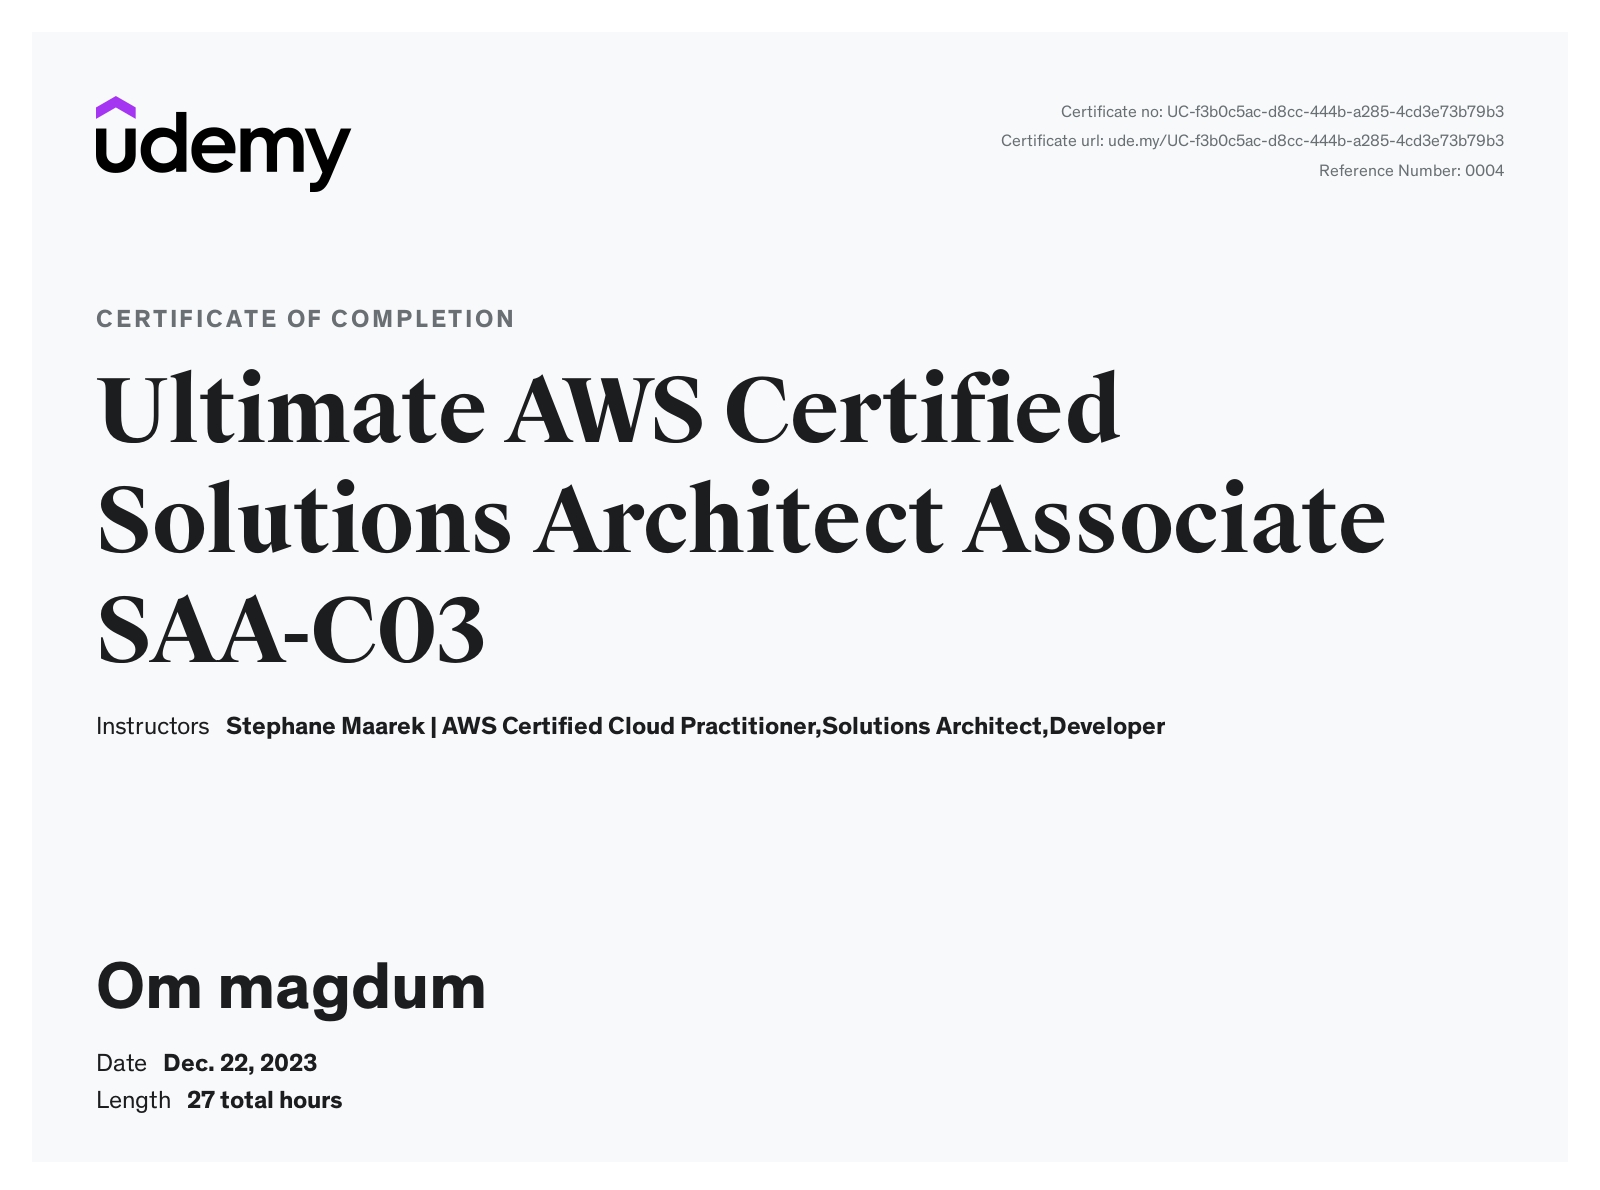 udemy
Certificate no: UC-f3b0c5ac-d8cc-444b-a285-4cd3e73b79b3
Certificate url: ude.my/UC-f3b0c5ac-d8cc-444b-a285-4cd3e73b79b3
Reference Number: 0004
CERTIFICATE OF COMPLETION
Ultimate AWS Certified
Solutions Architect Associate
SAA-C03
Instructors Stephane Maarek | AWS Certified Cloud Practitioner,Solutions Architect,Developer
Om magdum
Date Dec. 22, 2023
Length 27 total hours